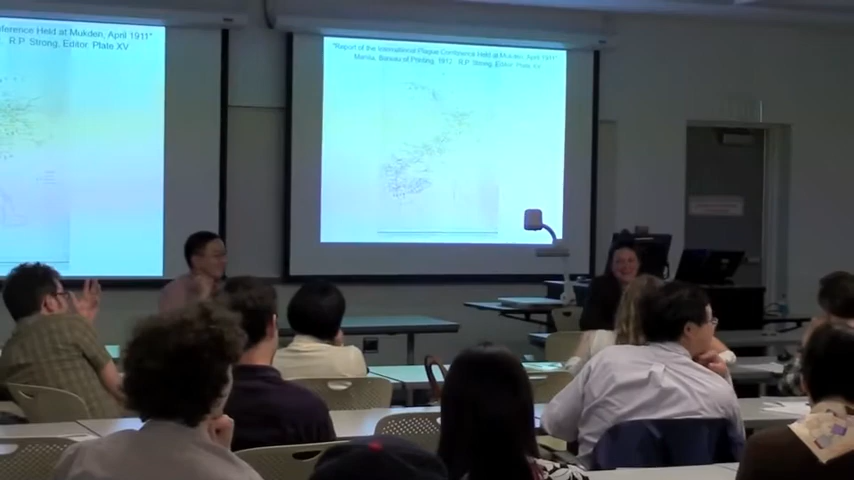 ference Held at Mukden, April 1911"
R.P. Strong, Editor, Plate XV
"Report of the International Plague Conference Held at Mukden, April 1911"
Manila, Bureau of Printing, 1912. R.P. Strong, Editor, Plate XV